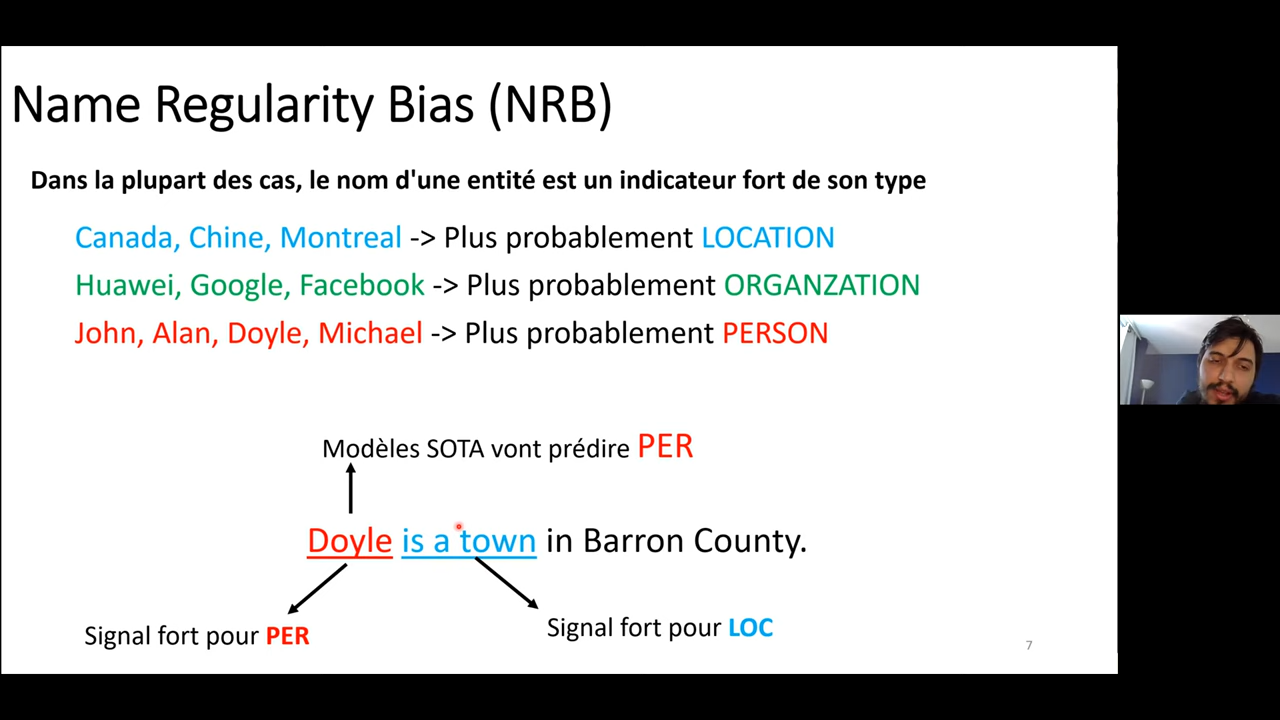 Name Regularity Bias (NRB)
Dans la plupart des cas, le nom d'une entité est un indicateur fort de son type
Canada, Chine, Montreal -> Plus probablement LOCATION
Huawei, Google, Facebook -> Plus probablement ORGANZATION
John, Alan, Doyle, Michael -> Plus probablement PERSON
Modèles SOTA vont prédire PER
Doyle is a town in Barron County.
Signal fort pour PER
Signal fort pour LOC
7